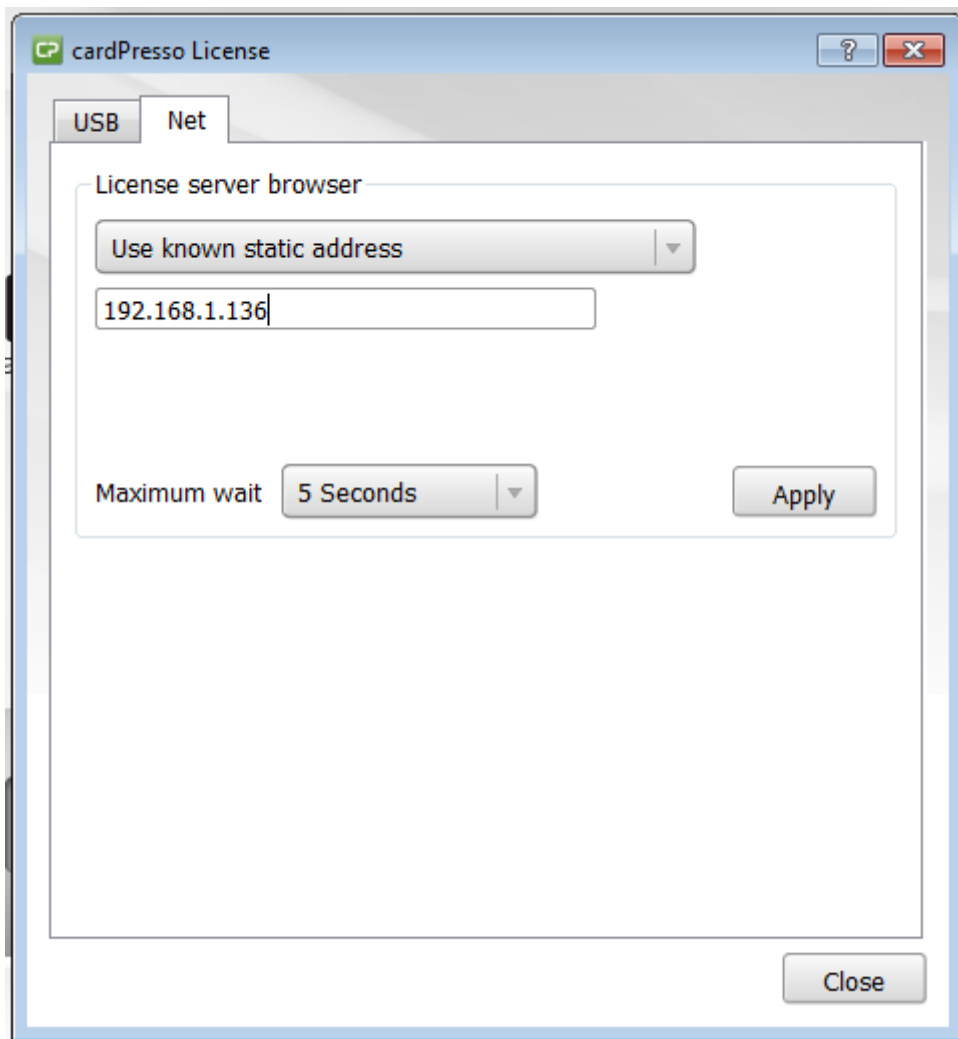 CP cardPresso License
USB Net
License server browser
Use known static address
192.168.1.136
Maximum wait 5 Seconds Apply
Close